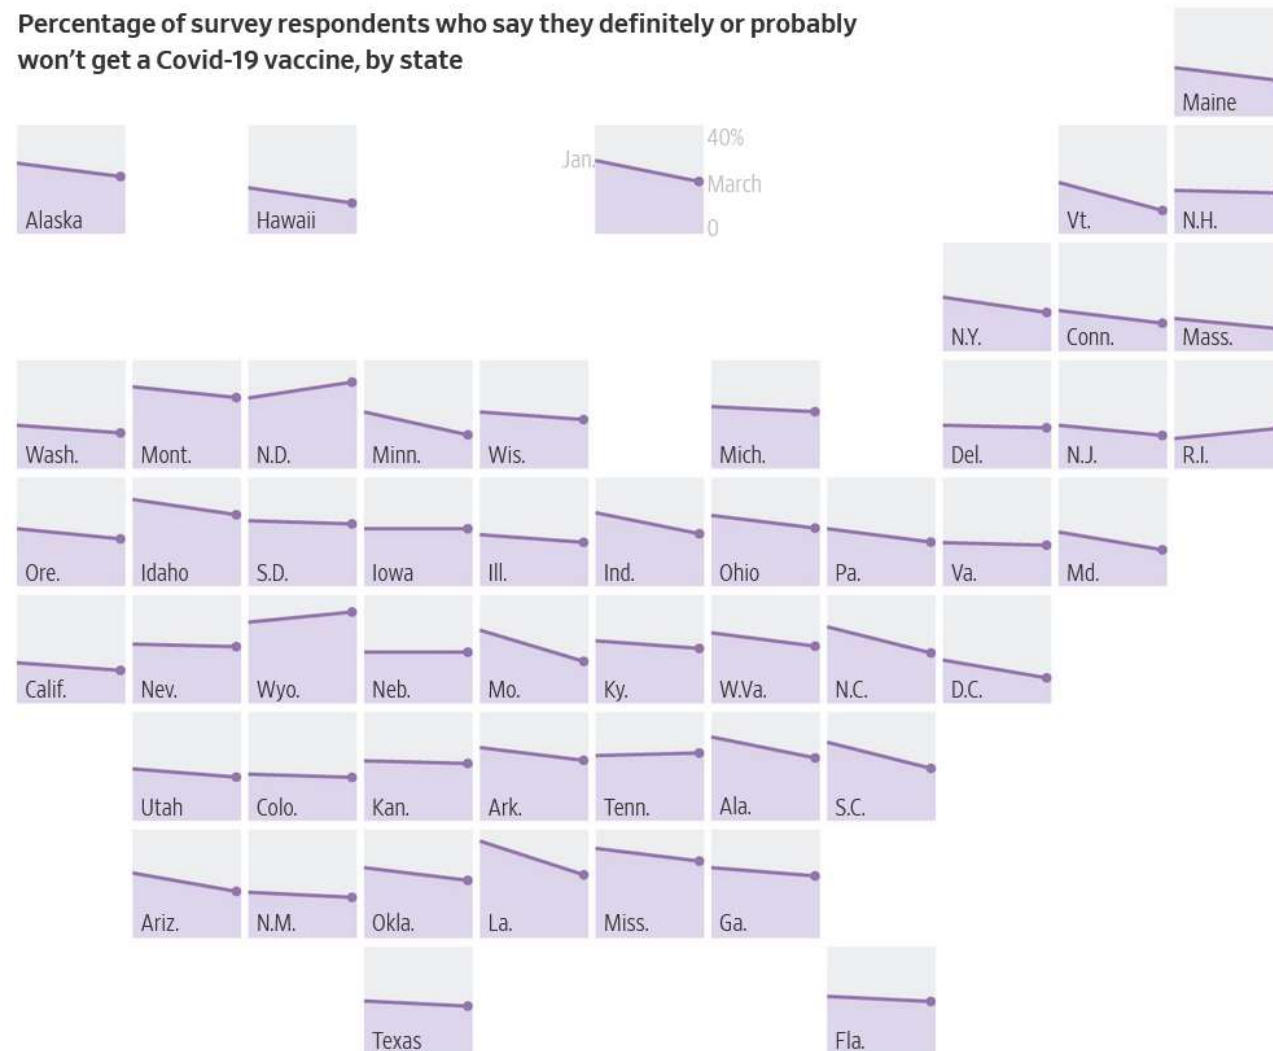 Percentage of survey respondents who say they definitely or probably
won't get a Covid-19 vaccine, by state
Maine
40%
Jan.
March
0
Alaska
Hawaii
Vt.
N.H.
N.Y.
Conn.
Mass.
Wash.
Mont.
N.D.
Minn.
Wis.
Mich.
Del.
N.J.
R.I.
Ore.
Idaho
S.D.
Iowa
Ill.
Ind.
Ohio
Pa.
Va.
Md.
Calif.
Nev.
Wyo.
Neb.
Mo.
Ky.
W.Va.
N.C.
D.C.
Utah
Colo.
Kan.
Ark.
Tenn.
Ala.
S.C.
Ariz.
N.M.
Okla.
La.
Miss.
Ga.
Texas
Fla.